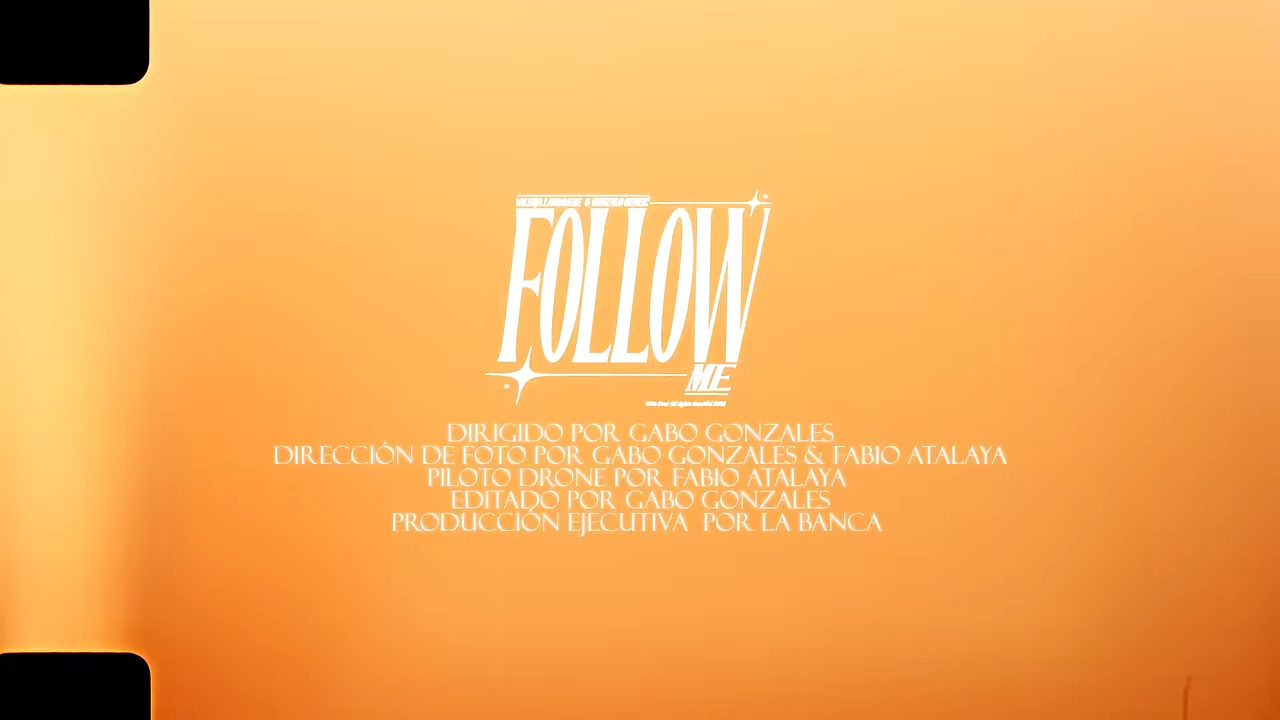 FOLLOW
ME
DIRIGIDO POR GABO GONZALES
DIRECCIÓN DE FOTO POR GABO GONZALES & FABIO ATALAYA
PILOTO DRONE POR FABIO ATALAYA
EDITADO POR GABO GONZALES
PRODUCCIÓN EJECUTIVA POR LA BANCA